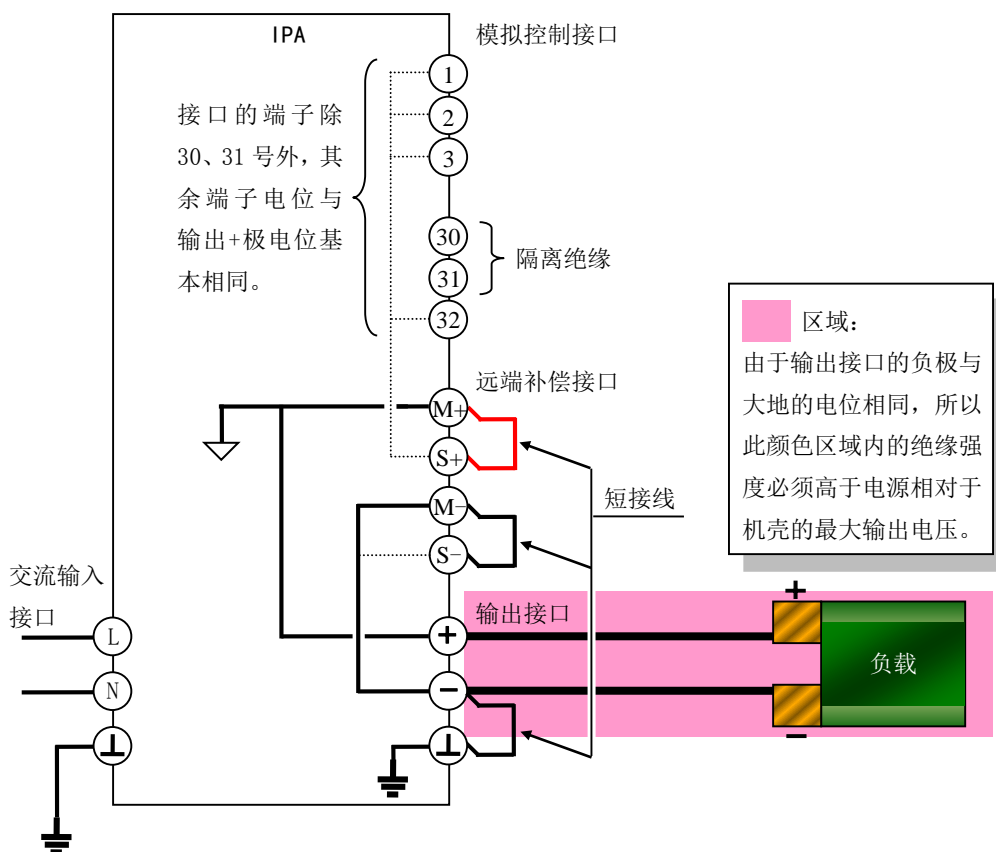 IPA
模拟控制接口
1
2
3
接口的端子除
30、31 号外，其
余端子电位与
输出+极电位基
本相同。
30
31
32
隔离绝缘
区域：
由于输出接口的负极与
大地的电位相同，所以
此颜色区域内的绝缘强
度必须高于电源相对于
机壳的最大输出电压。
远端补偿接口
M+
S+
M−
S−
短接线
交流输入
接口
L
N
输出接口
+
−
+
−
负载